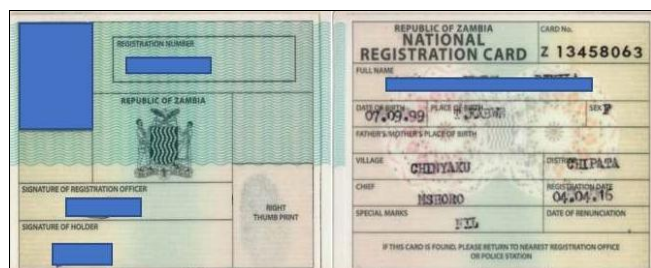 REGISTRATION NUMBER
REPUBLIC OF ZAMBIA
SIGNATURE OF REGISTRATION OFFICER
RIGHT
THUMB PRINT
SIGNATURE OF HOLDER
REPUBLIC OF ZAMBIA
NATIONAL
REGISTRATION CARD
CARD No.
Z 13458063
FULL NAME
DATE OF BIRTH PLACE OF BIRTH SEX
07.09.99 F
FATHER'S/MOTHER'S PLACE OF BIRTH
VILLAGE CHINYAKU DISTRICT CHIPATA
CHIEF MSHORO REGISTRATION DATE 04.04.16
SPECIAL MARKS NIL DATE OF RENUNCIATION
IF THIS CARD IS FOUND, PLEASE RETURN TO NEAREST REGISTRATION OFFICE
OR POLICE STATION